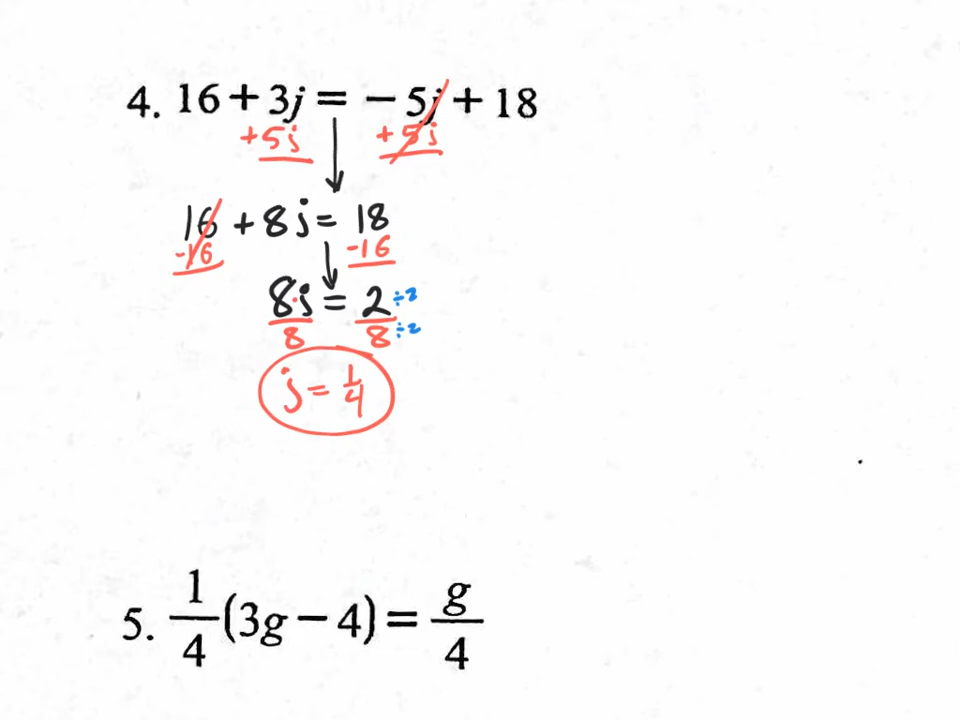 4. 16 + 3j = − 5j + 18
+5j +5j
16 + 8j = 18
-16 -16
8·j = 2 ÷2
8 8 ÷2
j = 1/4
5. 1/4 (3g − 4) = g/4